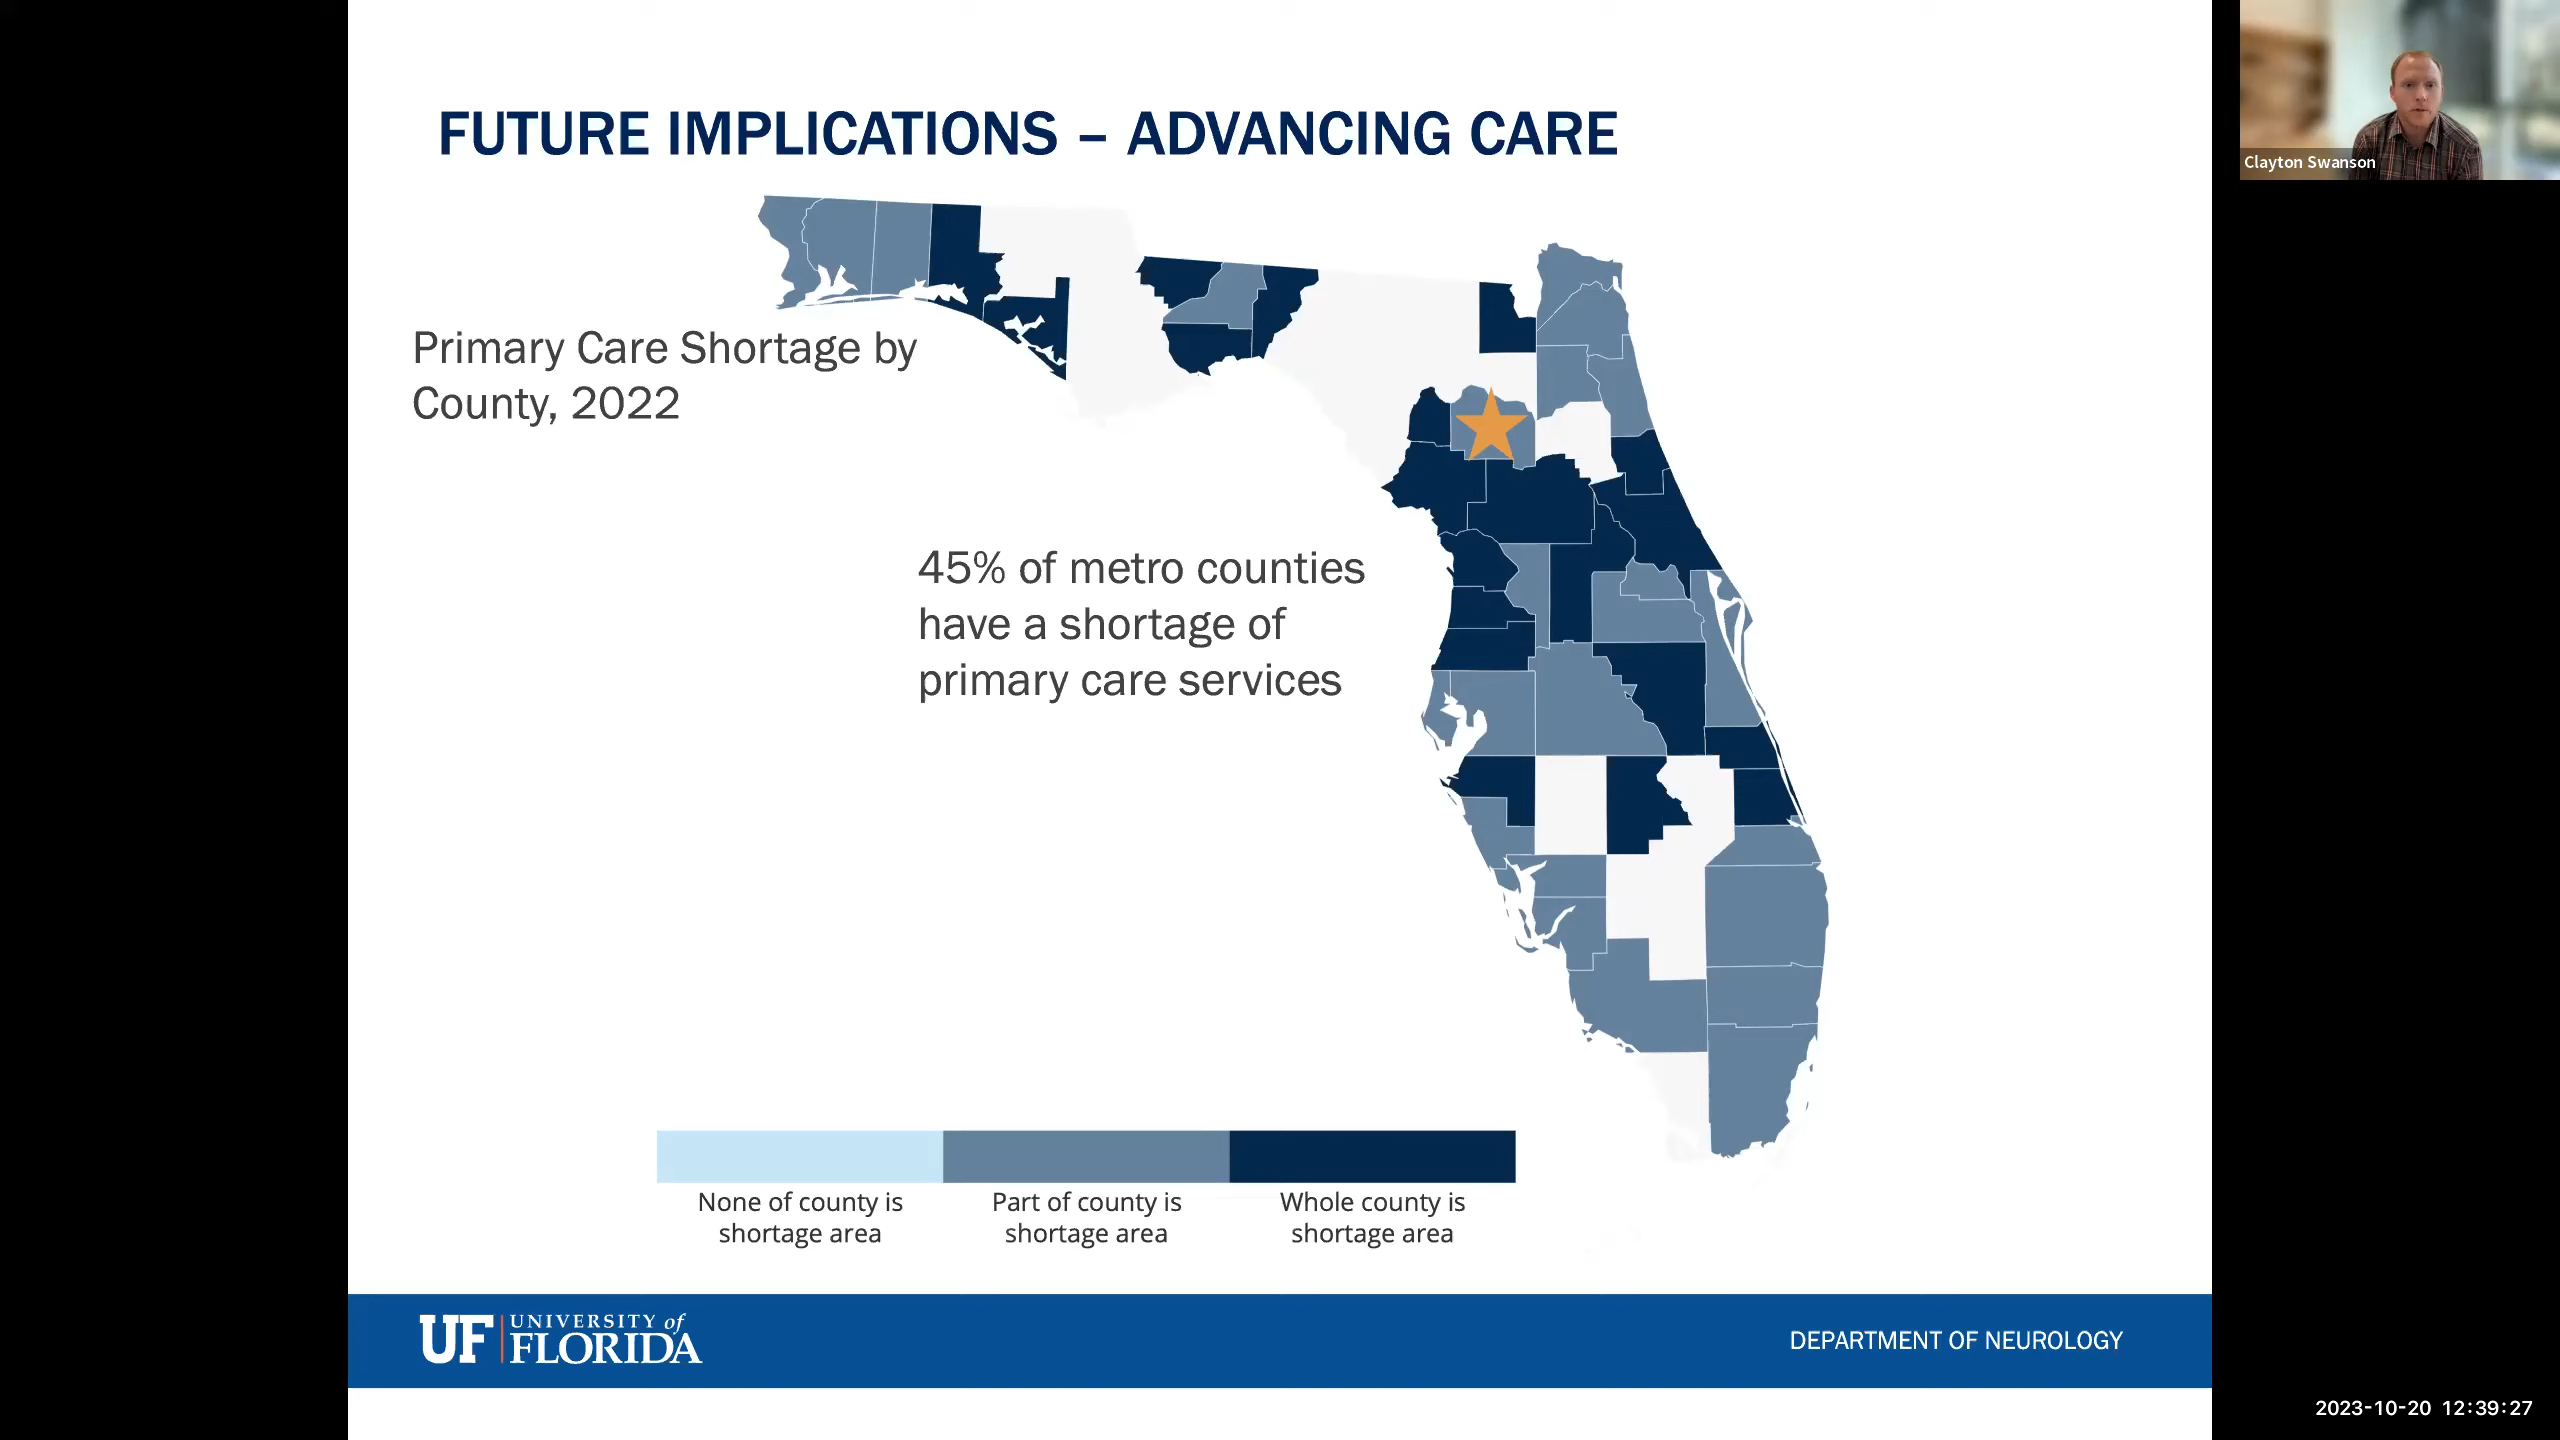 FUTURE IMPLICATIONS – ADVANCING CARE
Clayton Swanson
Primary Care Shortage by
County, 2022
45% of metro counties
have a shortage of
primary care services
None of county is
shortage area
Part of county is
shortage area
Whole county is
shortage area
UF UNIVERSITY of
FLORIDA
DEPARTMENT OF NEUROLOGY
2023-10-20 12:39:27